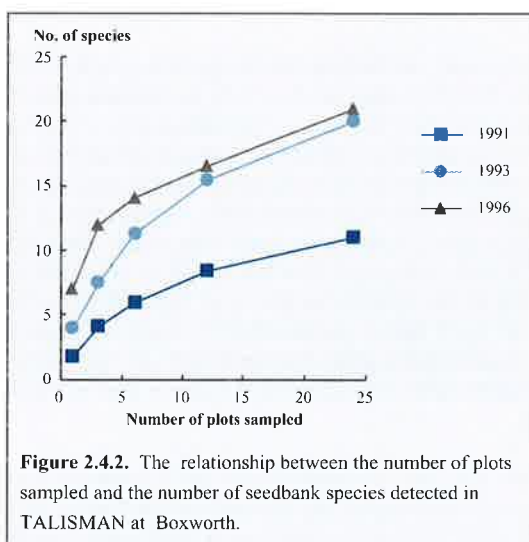 No. of species
25
20
15
10
5
0
0 5 10 15 20 25
Number of plots sampled
1991
1993
1996
Figure 2.4.2. The relationship between the number of plots
sampled and the number of seedbank species detected in
TALISMAN at Boxworth.